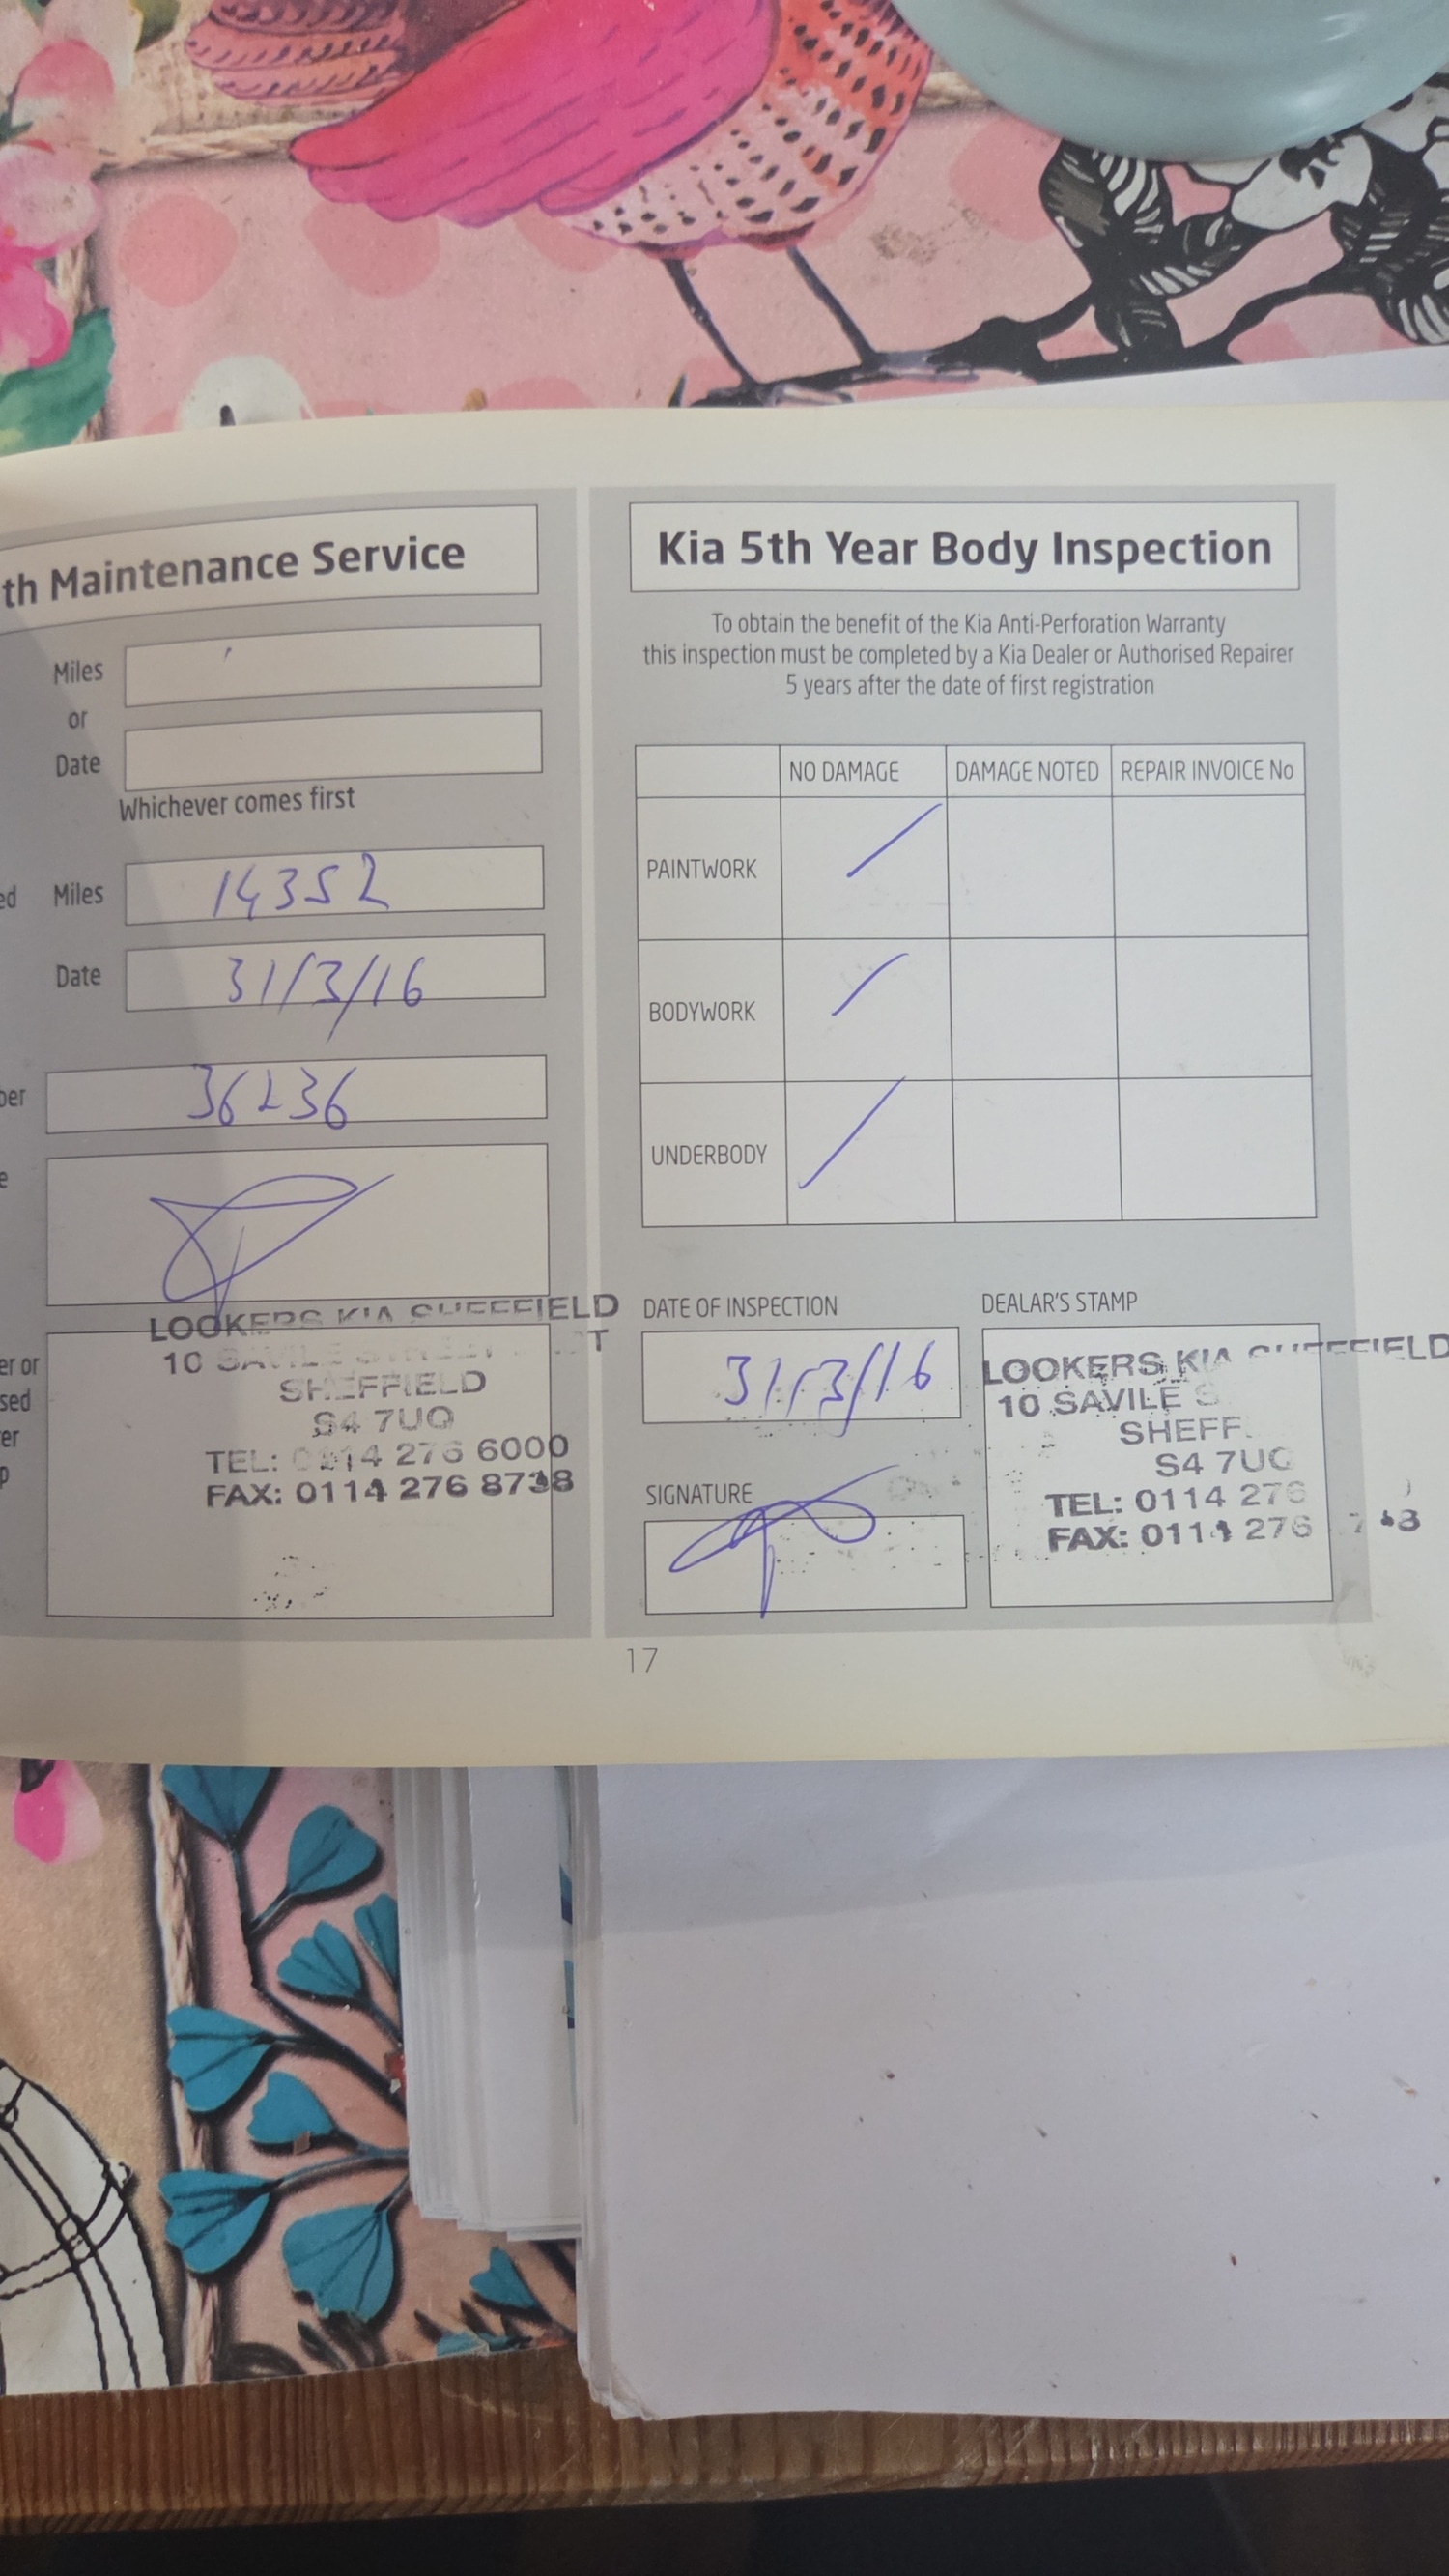 th Maintenance Service
Miles
or
Date
Whichever comes first
ed Miles 14352
Date 31/3/16
ber 36236
e
LOOKERS KIA SHEFFIELD
10 SAVILE STREET
SHEFFIELD
S4 7UQ
TEL: 0114 276 6000
FAX: 0114 276 8738
er or
sed
er
p
Kia 5th Year Body Inspection
To obtain the benefit of the Kia Anti-Perforation Warranty
this inspection must be completed by a Kia Dealer or Authorised Repairer
5 years after the date of first registration
NO DAMAGE DAMAGE NOTED REPAIR INVOICE No
PAINTWORK
BODYWORK
UNDERBODY
DATE OF INSPECTION
31/3/16
SIGNATURE
DEALAR'S STAMP
LOOKERS KIA SHEFFIELD
10 SAVILE S
SHEFF
S4 7UQ
TEL: 0114 276
FAX: 0114 276
17